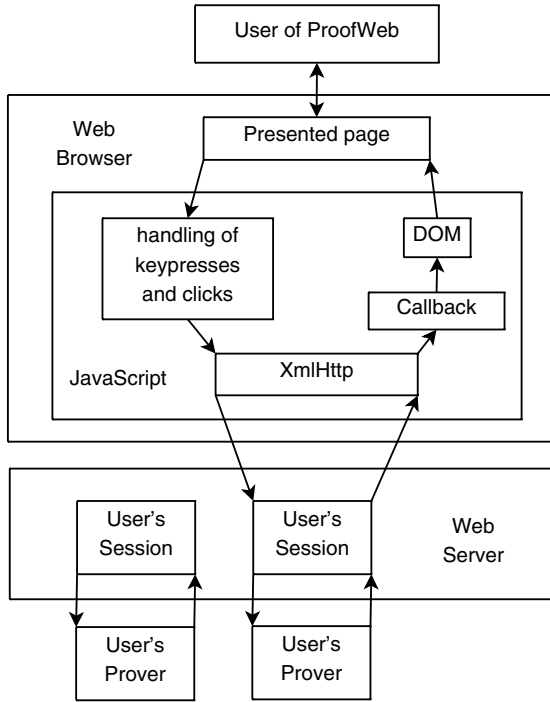 User of ProofWeb
Web
Browser
Presented page
handling of
keypresses
and clicks
DOM
Callback
JavaScript
XmlHttp
User's
Session
User's
Session
Web
Server
User's
Prover
User's
Prover